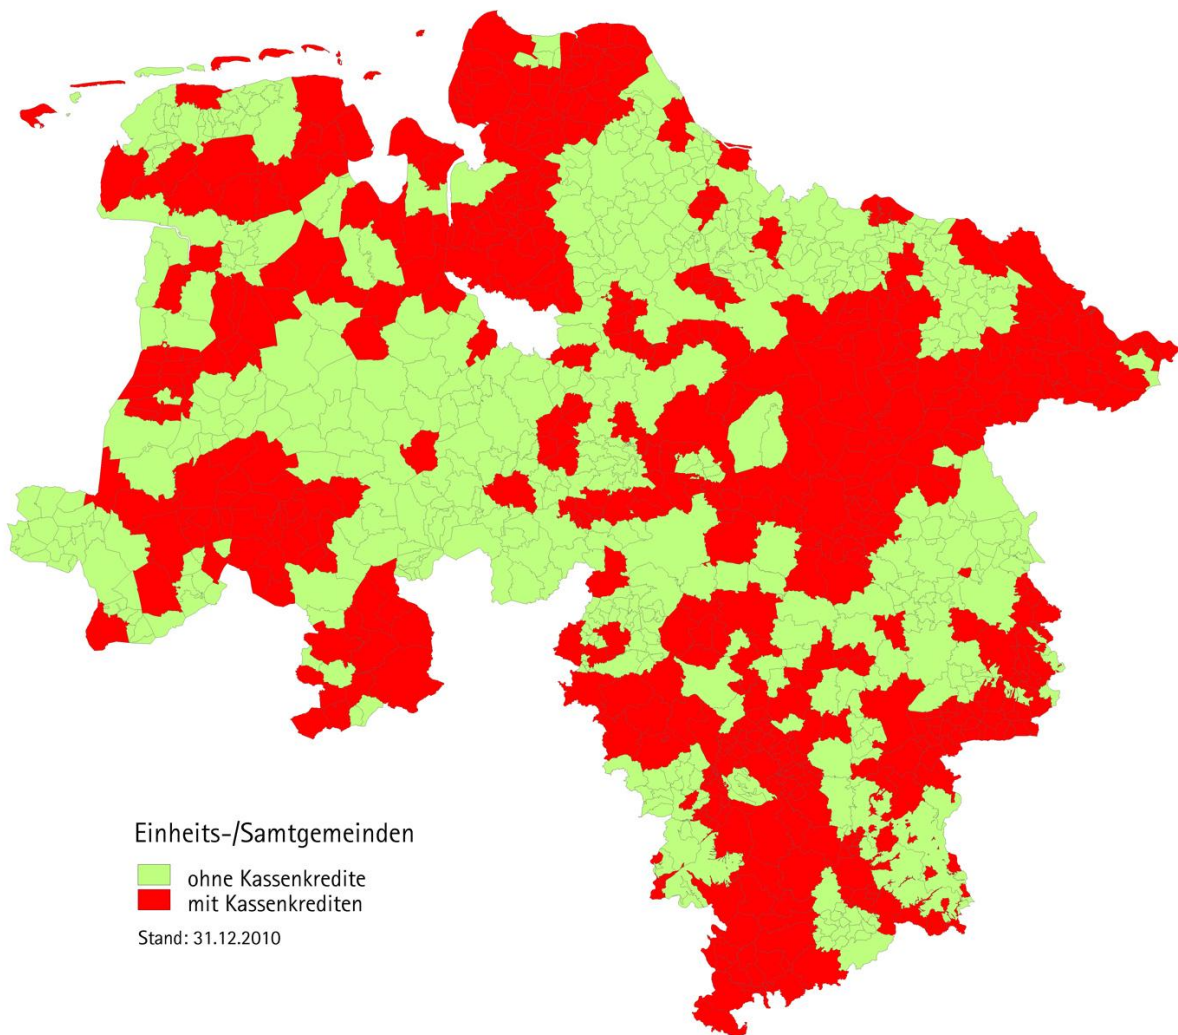 Einheits-/Samtgemeinden
ohne Kassenkredite
mit Kassenkrediten
Stand: 31.12.2010